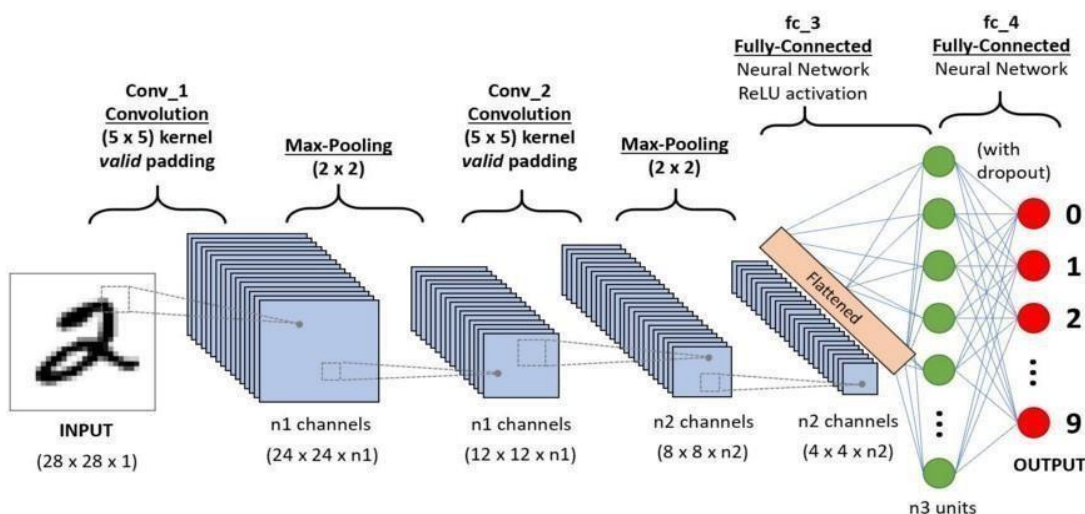 fc_3
Fully-Connected
Neural Network
ReLU activation
fc_4
Fully-Connected
Neural Network
Conv_1
Convolution
(5 x 5) kernel
valid padding
Max-Pooling
(2 x 2)
Conv_2
Convolution
(5 x 5) kernel
valid padding
Max-Pooling
(2 x 2)
(with
dropout)
Flattened
2
0
1
2
9
INPUT
(28 x 28 x 1)
n1 channels
(24 x 24 x n1)
n1 channels
(12 x 12 x n1)
n2 channels
(8 x 8 x n2)
n2 channels
(4 x 4 x n2)
OUTPUT
n3 units